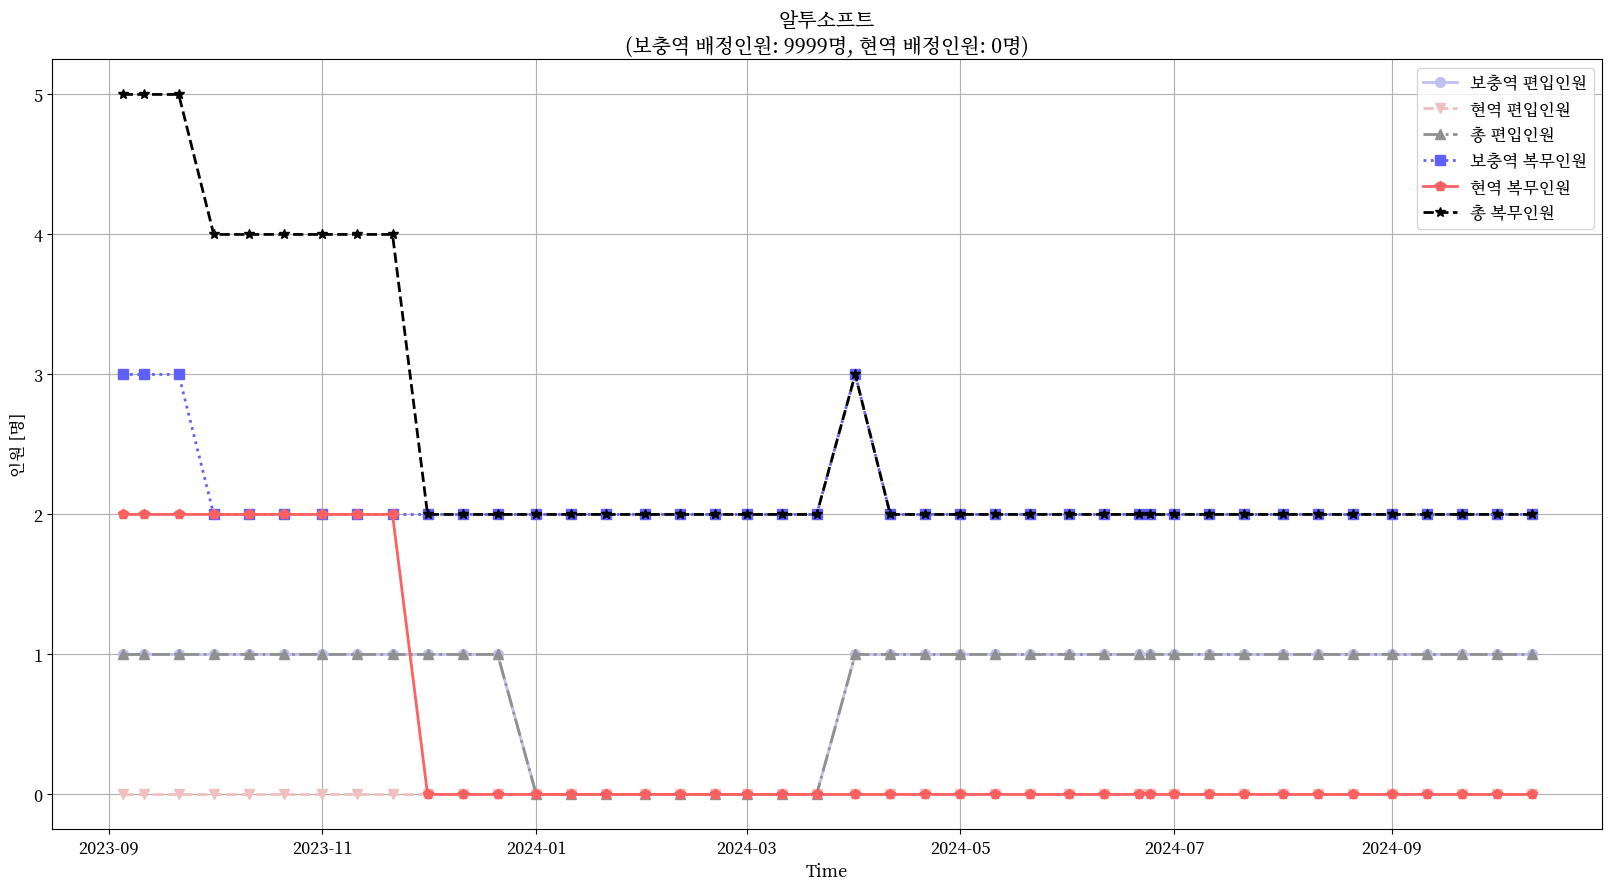 알투소프트
(보충역 배정인원: 9999명, 현역 배정인원: 0명)
보충역 편입인원
현역 편입인원
총 편입인원
보충역 복무인원
현역 복무인원
총 복무인원
인원 [명]
5
4
3
2
1
0
2023-09
2023-11
2024-01
2024-03
2024-05
2024-07
2024-09
Time